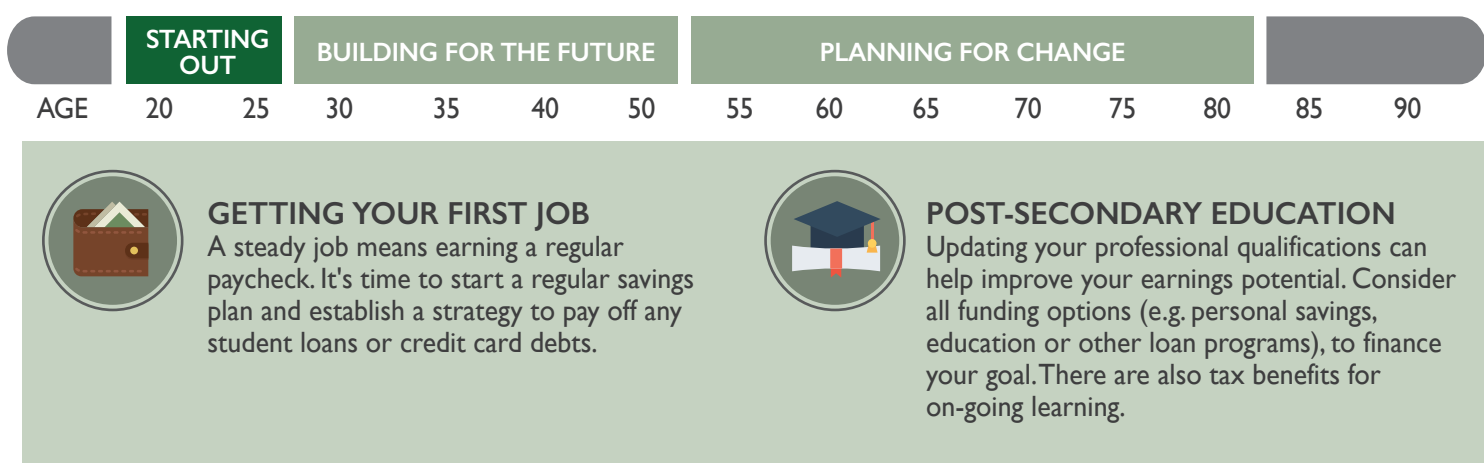 STARTING
OUT
BUILDING FOR THE FUTURE
PLANNING FOR CHANGE
AGE 20 25 30 35 40 50 55 60 65 70 75 80 85 90
GETTING YOUR FIRST JOB
A steady job means earning a regular
paycheck. It's time to start a regular savings
plan and establish a strategy to pay off any
student loans or credit card debts.
POST-SECONDARY EDUCATION
Updating your professional qualifications can
help improve your earnings potential. Consider
all funding options (e.g. personal savings,
education or other loan programs), to finance
your goal. There are also tax benefits for
on-going learning.